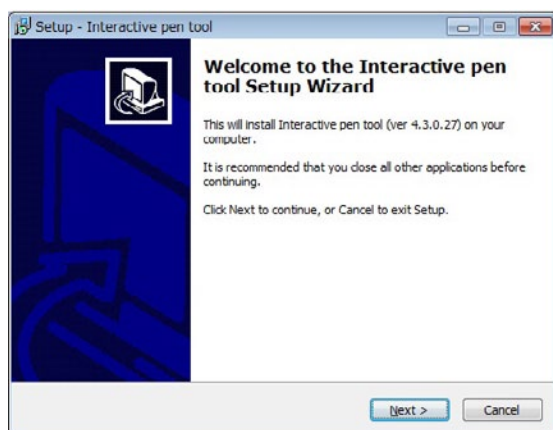 Setup - Interactive pen tool
Welcome to the Interactive pen
tool Setup Wizard
This will install Interactive pen tool (ver 4.3.0.27) on your
computer.
It is recommended that you close all other applications before
continuing.
Click Next to continue, or Cancel to exit Setup.
Next >
Cancel